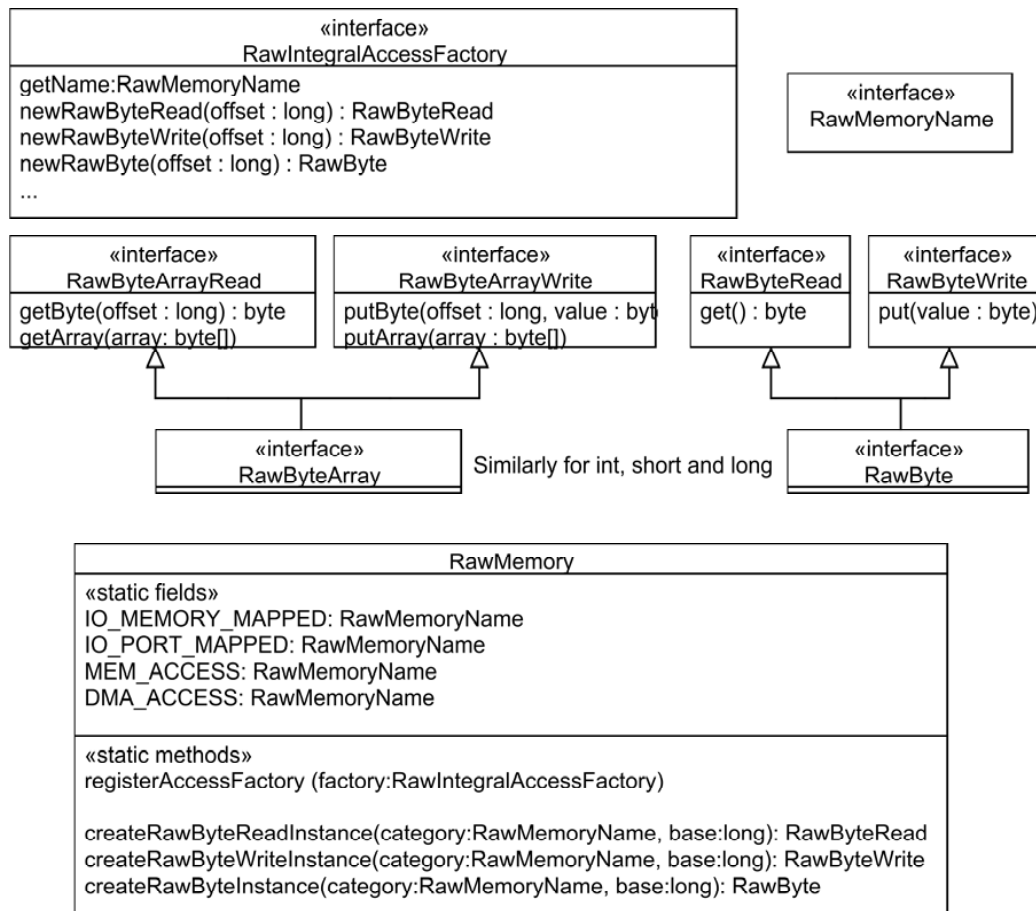 «interface»
RawIntegralAccessFactory
getName:RawMemoryName
newRawByteRead(offset : long) : RawByteRead
newRawByteWrite(offset : long) : RawByteWrite
newRawByte(offset : long) : RawByte
...
«interface»
RawMemoryName
«interface»
RawByteArrayRead
getByte(offset : long) : byte
getArray(array: byte[])
«interface»
RawByteArrayWrite
putByte(offset : long, value : byt
putArray(array : byte[])
«interface»
RawByteRead
get() : byte
«interface»
RawByteWrite
put(value : byte)
«interface»
RawByteArray
Similarly for int, short and long
«interface»
RawByte
RawMemory
«static fields»
IO_MEMORY_MAPPED: RawMemoryName
IO_PORT_MAPPED: RawMemoryName
MEM_ACCESS: RawMemoryName
DMA_ACCESS: RawMemoryName
«static methods»
registerAccessFactory (factory:RawIntegralAccessFactory)
createRawByteReadInstance(category:RawMemoryName, base:long): RawByteRead
createRawByteWriteInstance(category:RawMemoryName, base:long): RawByteWrite
createRawByteInstance(category:RawMemoryName, base:long): RawByte